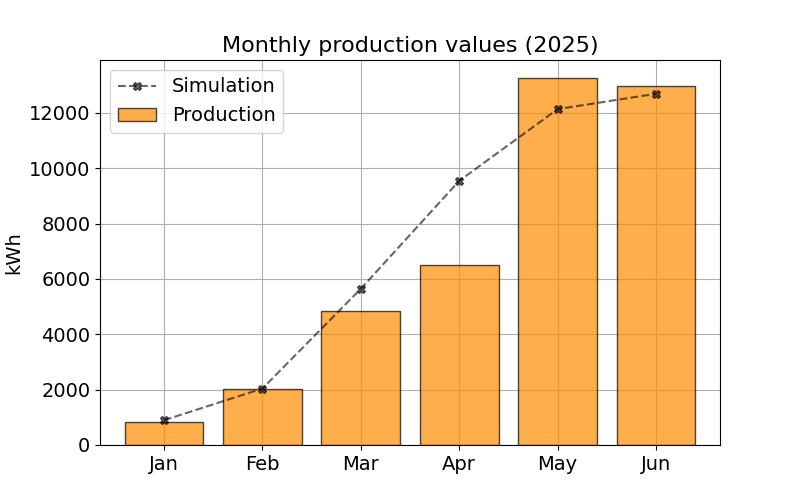 Monthly production values (2025)
Simulation
Production
12000
10000
8000
6000
4000
2000
0
kWh
Jan Feb Mar Apr May Jun